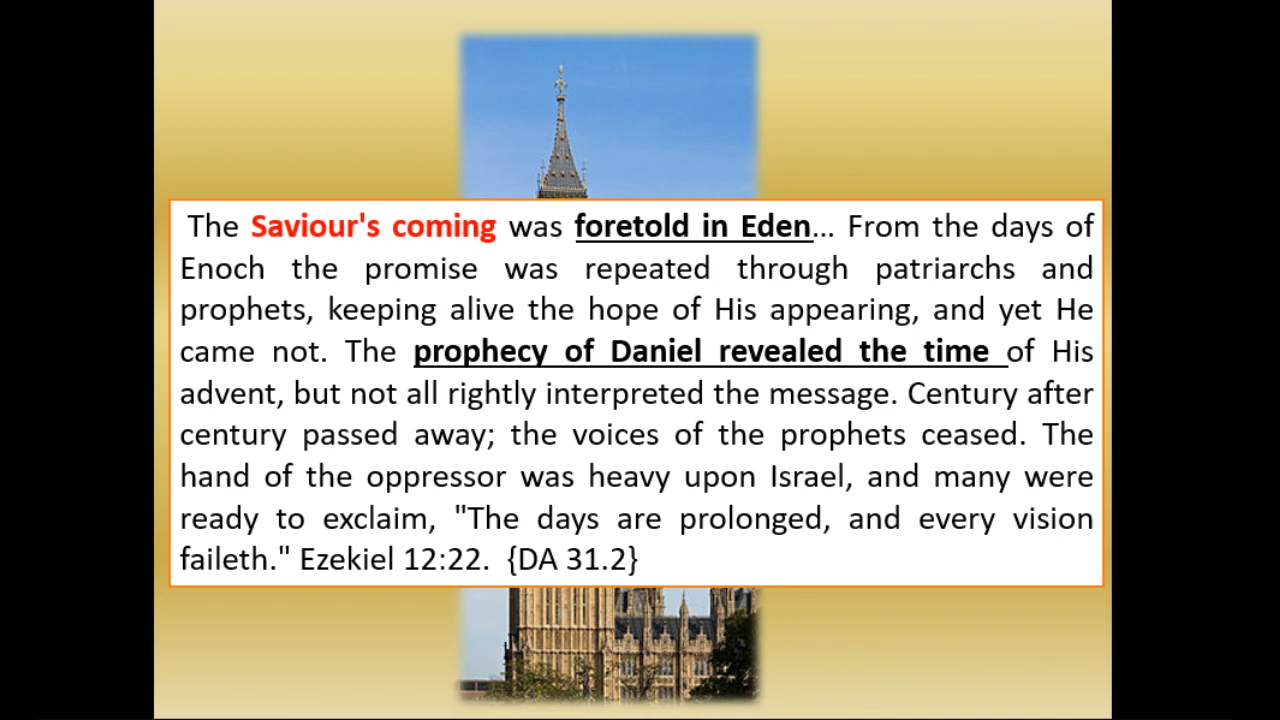 The Saviour's coming was foretold in Eden... From the days of
Enoch the promise was repeated through patriarchs and
prophets, keeping alive the hope of His appearing, and yet He
came not. The prophecy of Daniel revealed the time of His
advent, but not all rightly interpreted the message. Century after
century passed away; the voices of the prophets ceased. The
hand of the oppressor was heavy upon Israel, and many were
ready to exclaim, "The days are prolonged, and every vision
faileth." Ezekiel 12:22. {DA 31.2}